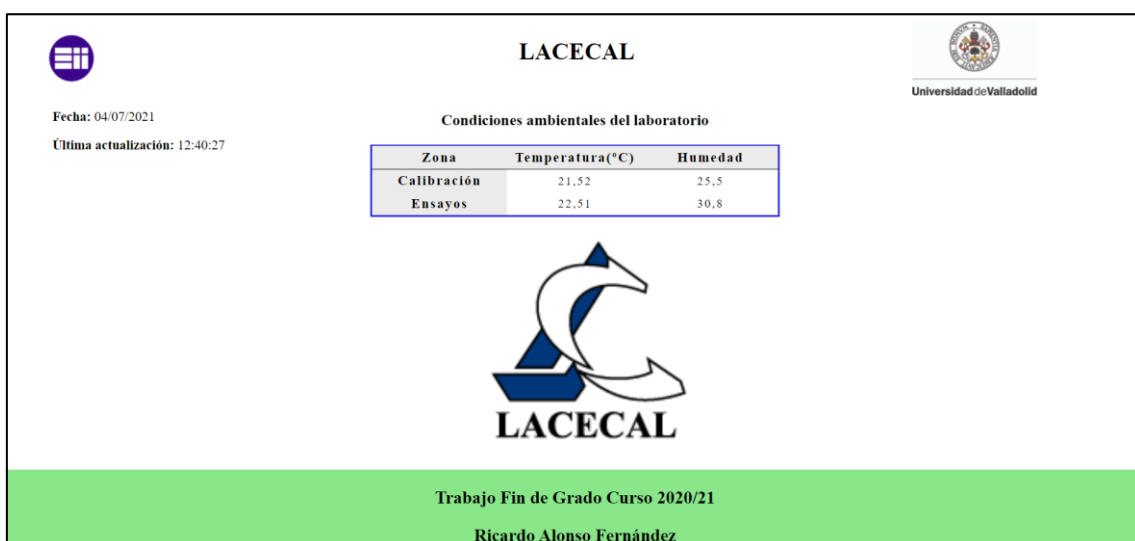 LACECAL
Universidad de Valladolid
Fecha: 04/07/2021
Última actualización: 12:40:27
Condiciones ambientales del laboratorio
Zona Temperatura(ºC) Humedad
Calibración 21,52 25,5
Ensayos 22,51 30,8
LACECAL
Trabajo Fin de Grado Curso 2020/21
Ricardo Alonso Fernández